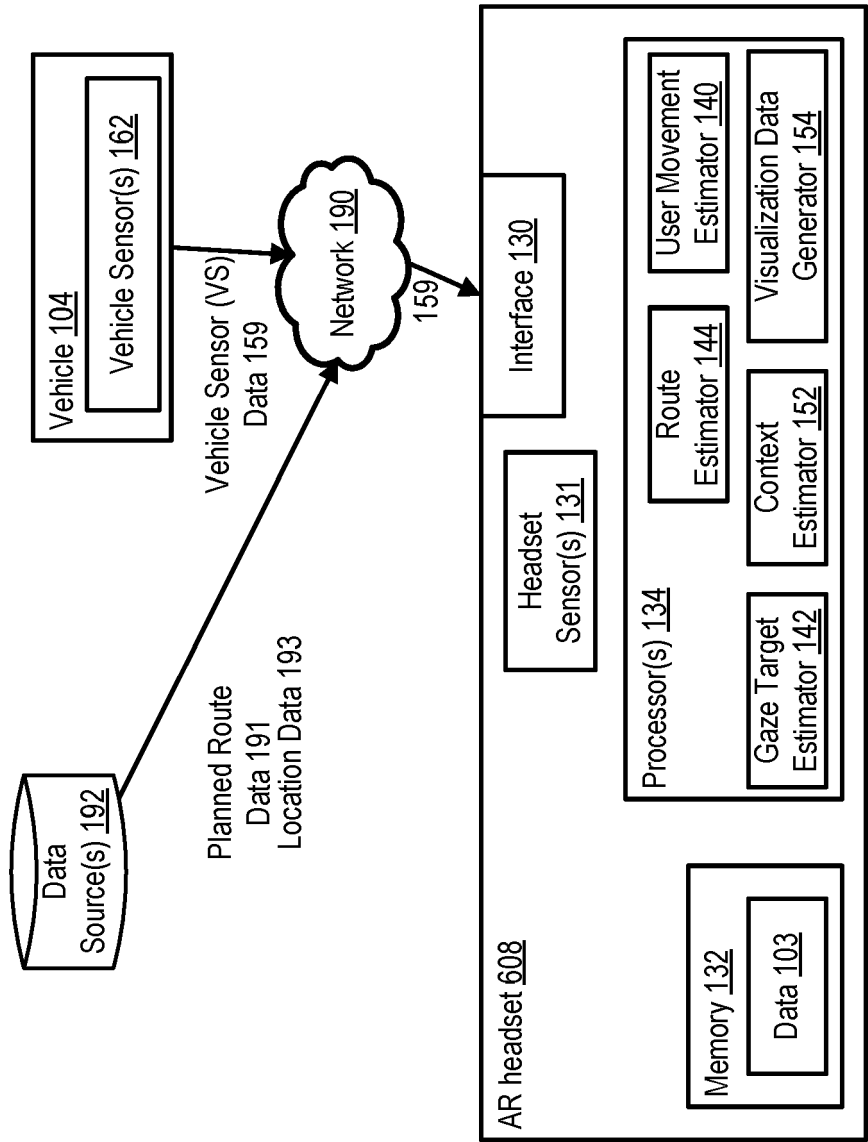 Data
Source(s) 192
Vehicle 104
Vehicle Sensor(s) 162
Planned Route
Data 191
Location Data 193
Vehicle Sensor (VS)
Data 159
Network 190
159
AR headset 608
Interface 130
Headset
Sensor(s) 131
Memory 132
Data 103
Processor(s) 134
Route
Estimator 144
User Movement
Estimator 140
Gaze Target
Estimator 142
Context
Estimator 152
Visualization Data
Generator 154